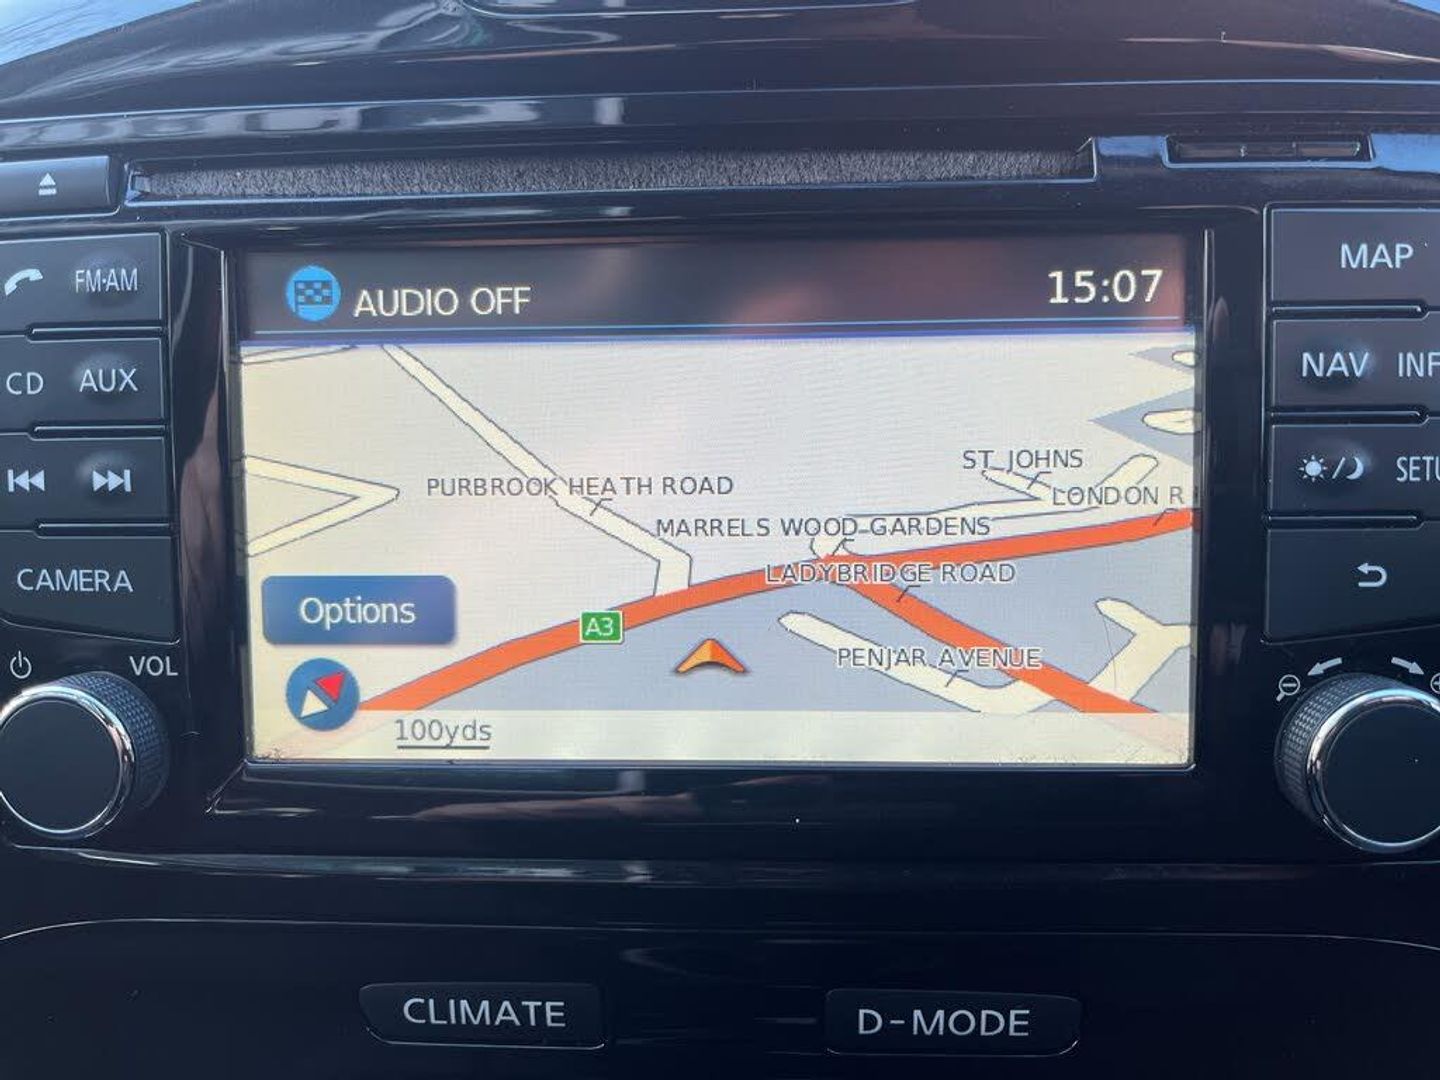 FM·AM
CD AUX
CAMERA
VOL
AUDIO OFF
15:07
ST JOHNS
PURBROOK HEATH ROAD
LONDON R
MARRELS WOOD GARDENS
LADYBRIDGE ROAD
Options
A3
PENJAR AVENUE
100yds
MAP
NAV INF
SETU
CLIMATE
D-MODE